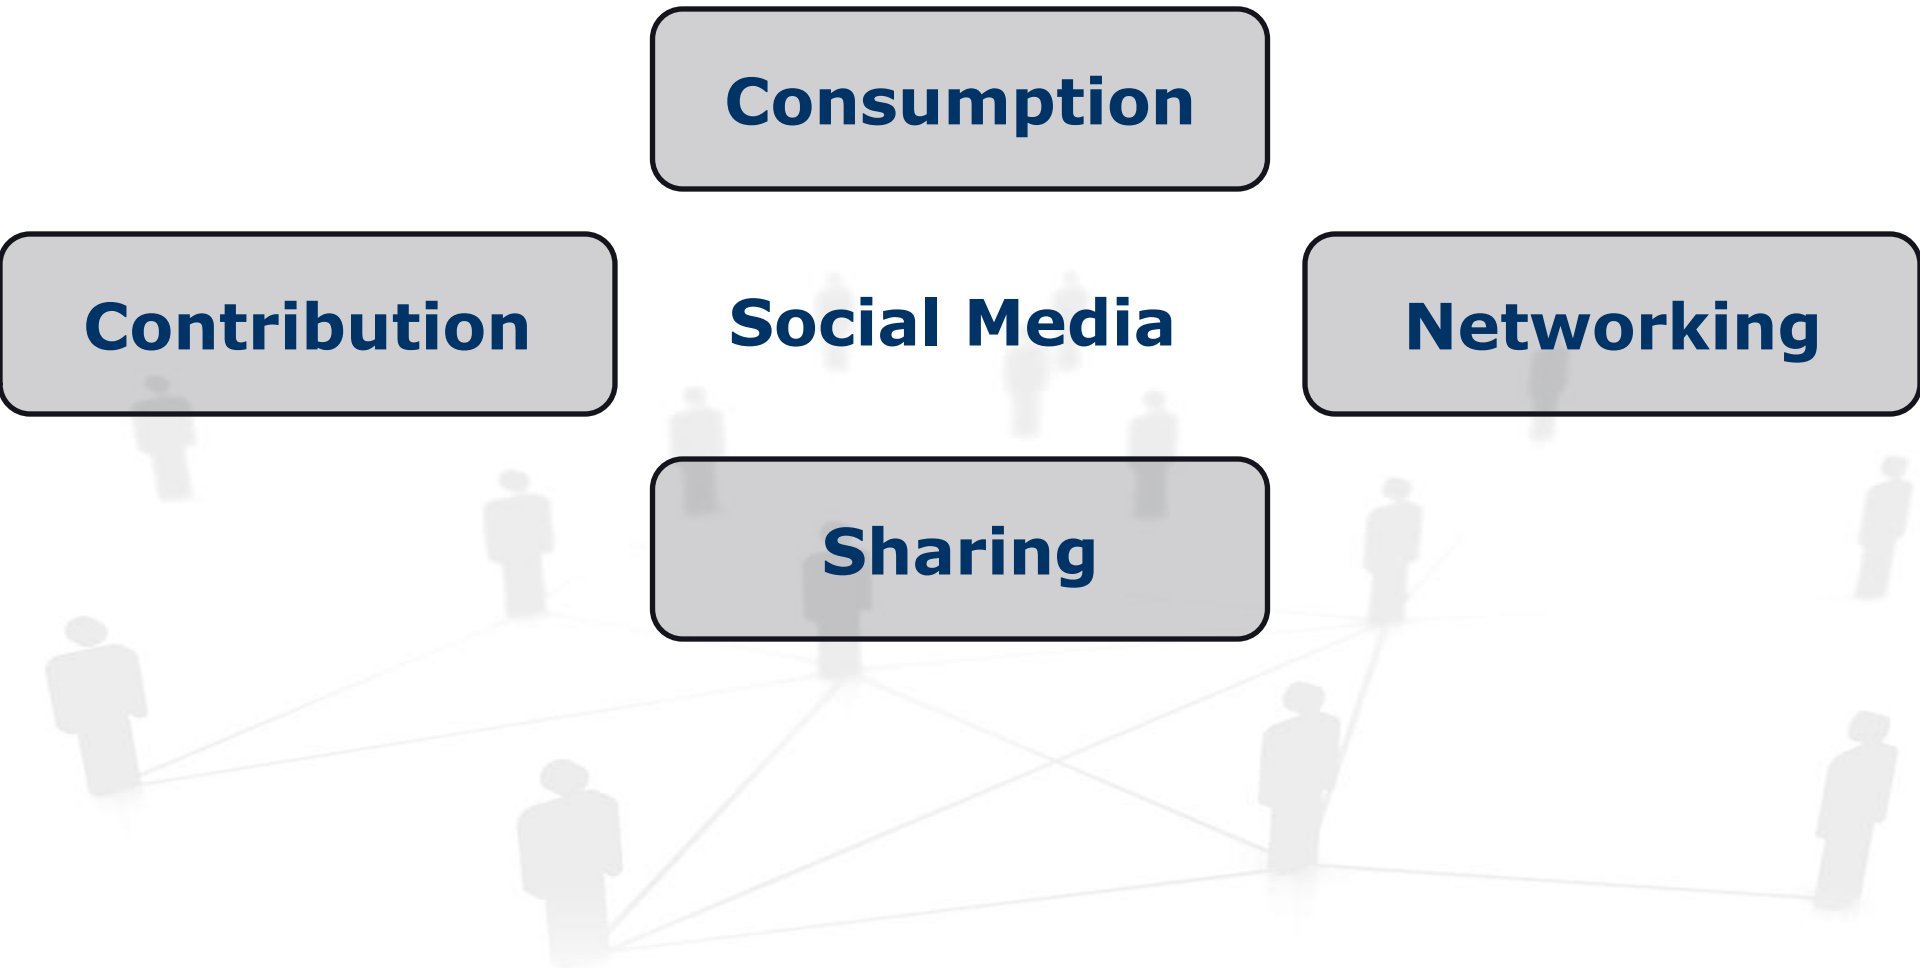 Consumption
Contribution
Social Media
Networking
Sharing